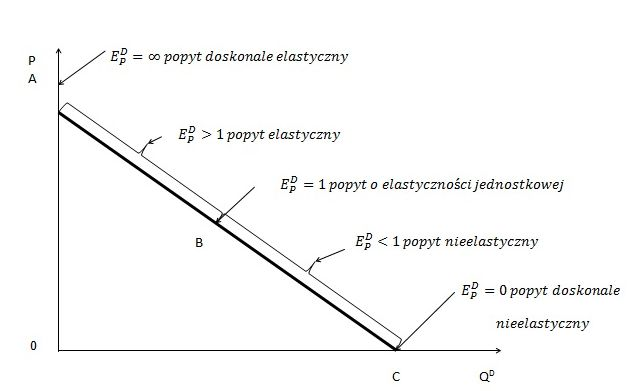 P
A
E_P^D = ∞ popyt doskonale elastyczny
E_P^D > 1 popyt elastyczny
E_P^D = 1 popyt o elastyczności jednostkowej
B
E_P^D < 1 popyt nieelastyczny
E_P^D = 0 popyt doskonale
nieelastyczny
0
C
Q^D